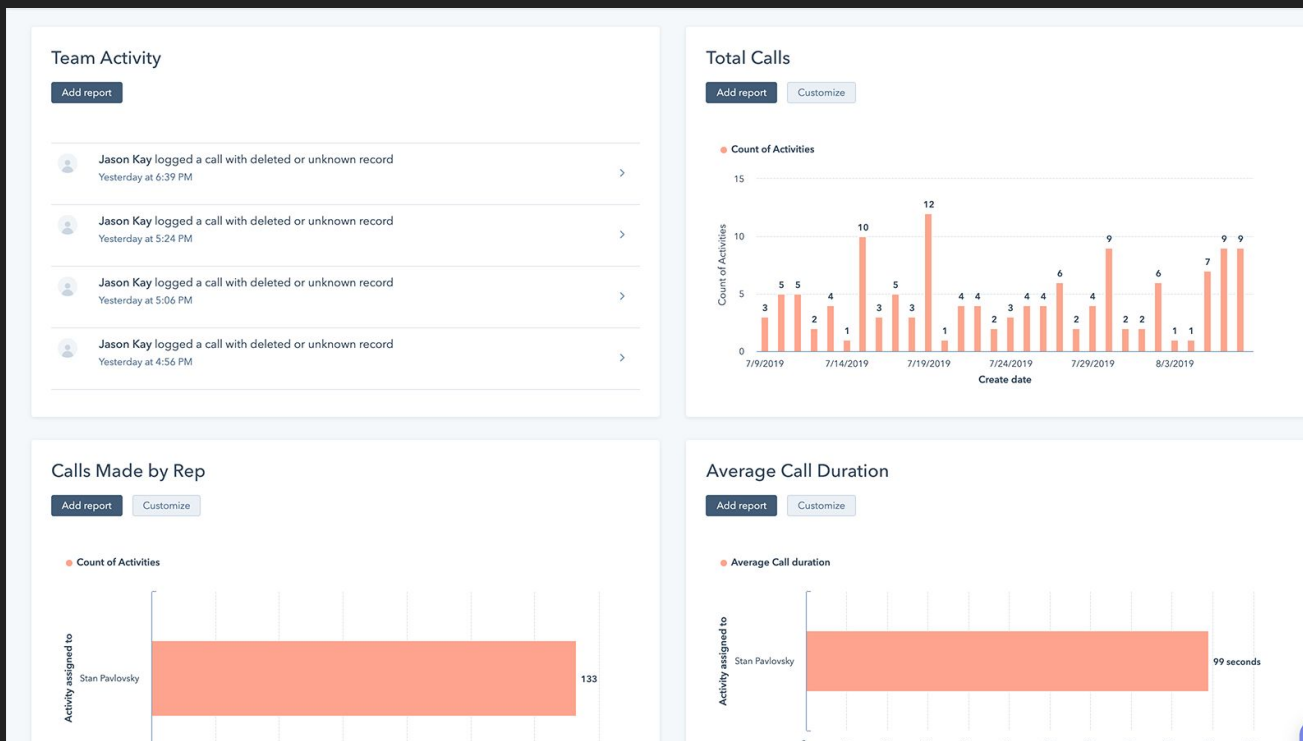 Team Activity
Add report
Jason Kay logged a call with deleted or unknown record
Yesterday at 6:39 PM
Jason Kay logged a call with deleted or unknown record
Yesterday at 5:24 PM
Jason Kay logged a call with deleted or unknown record
Yesterday at 5:06 PM
Jason Kay logged a call with deleted or unknown record
Yesterday at 4:56 PM
Total Calls
Add report Customize
Count of Activities
Count of Activities
15
10
5
0
3 5 5 2 4 1 10 3 5 3 12 1 4 4 2 3 4 4 6 2 4 9 2 2 6 1 1 7 9 9
7/9/2019 7/14/2019 7/19/2019 7/24/2019 7/29/2019 8/3/2019
Create date
Calls Made by Rep
Add report Customize
Count of Activities
Activity assigned to
Stan Pavlovsky 133
Average Call Duration
Add report Customize
Average Call duration
Activity assigned to
Stan Pavlovsky 99 seconds